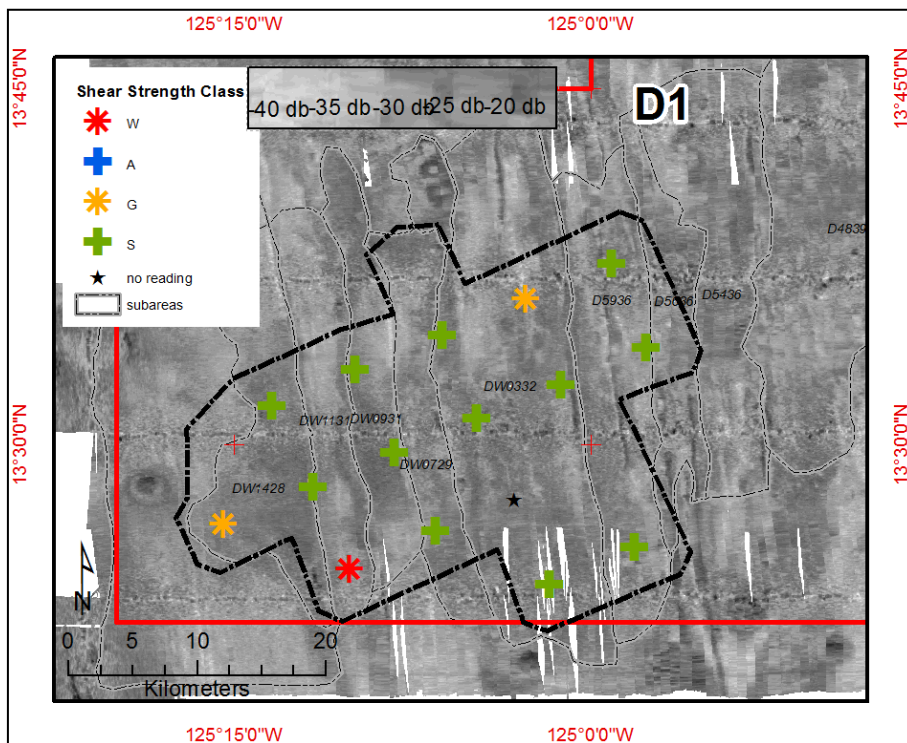 125°15'0"W 125°0'0"W
13°45'0"N 13°45'0"N
Shear Strength Class
W
A
G
S
no reading
subareas
-40 db -35 db -30 db -25 db -20 db
D1
D4839
D5936 D5636 D5436
DW0332
DW1131 DW0931
DW0729
DW1428
13°30'0"N 13°30'0"N
N
0 5 10 20
Kilometers
125°15'0"W 125°0'0"W